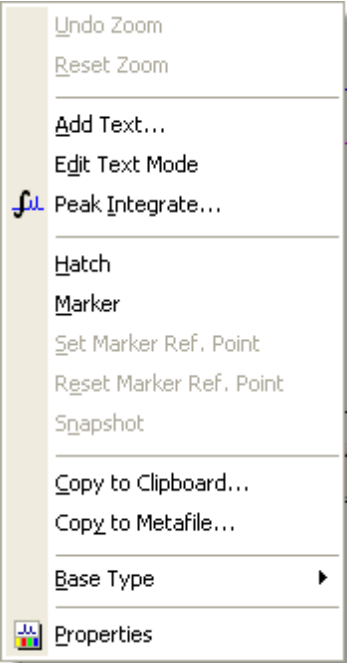 Undo Zoom
Reset Zoom
Add Text...
Edit Text Mode
Peak Integrate...
Hatch
Marker
Set Marker Ref. Point
Reset Marker Ref. Point
Snapshot
Copy to Clipboard...
Copy to Metafile...
Base Type
Properties